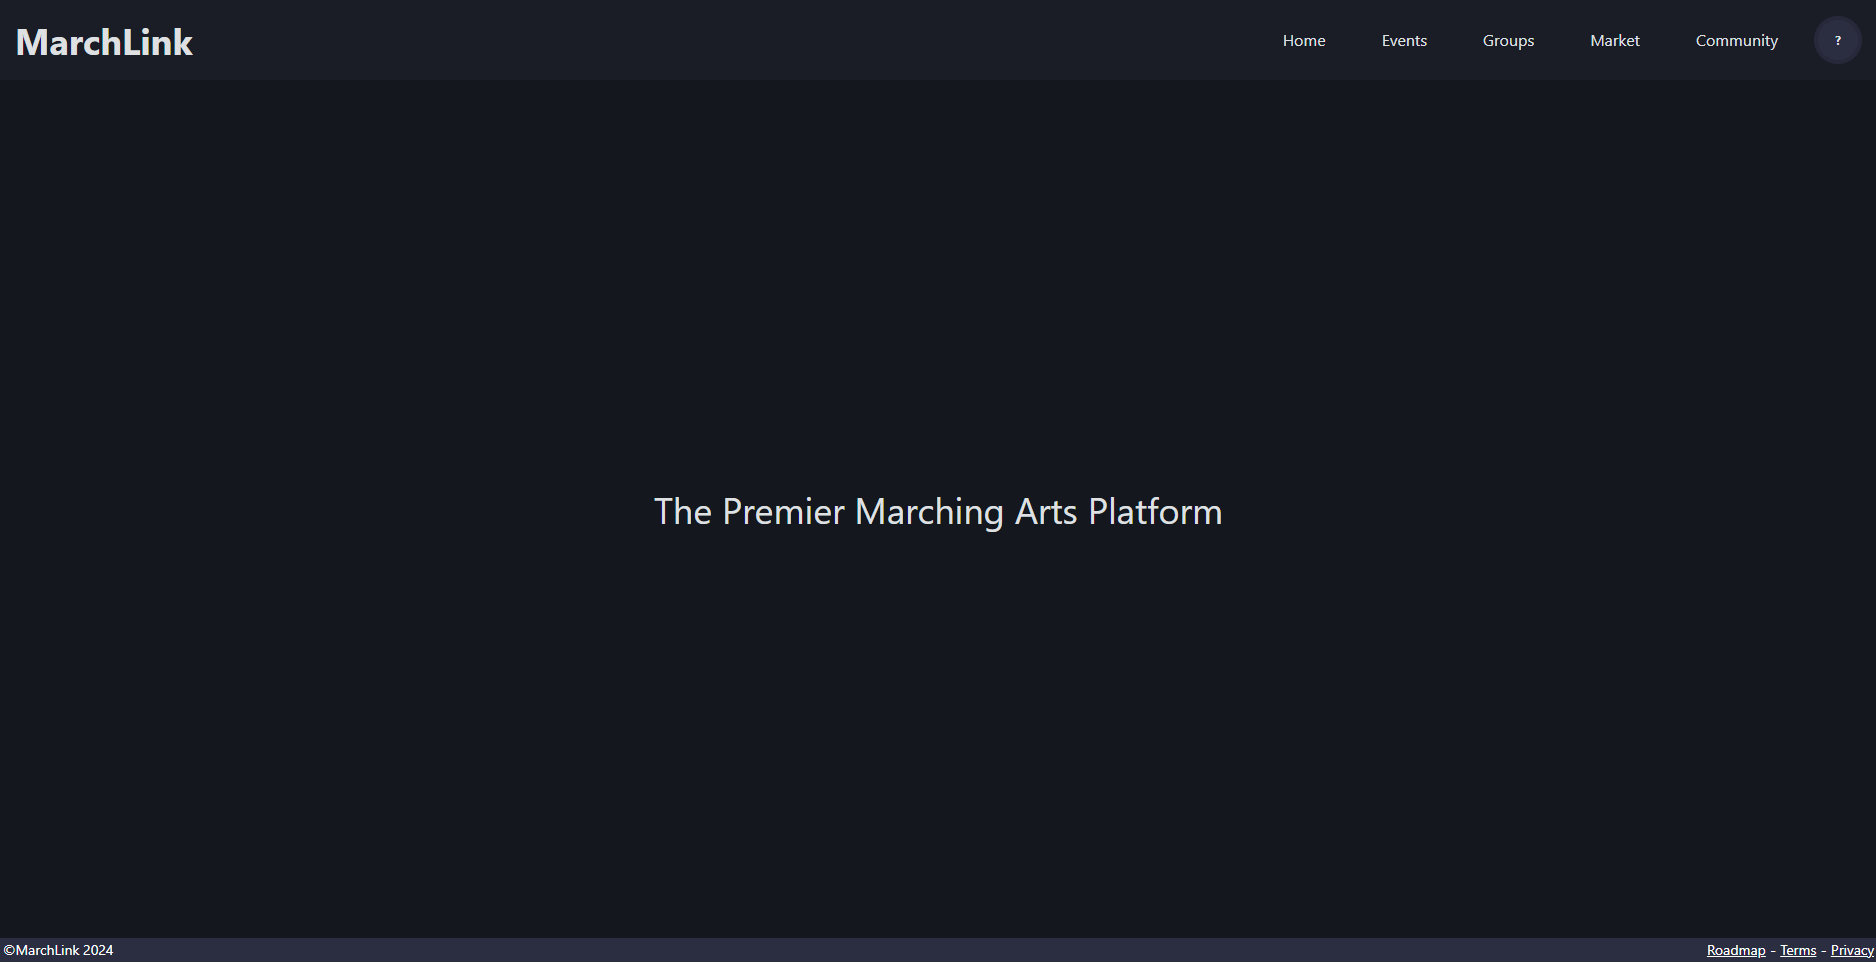 MarchLink
Home Events Groups Market Community ?
The Premier Marching Arts Platform
©MarchLink 2024
Roadmap - Terms - Privacy